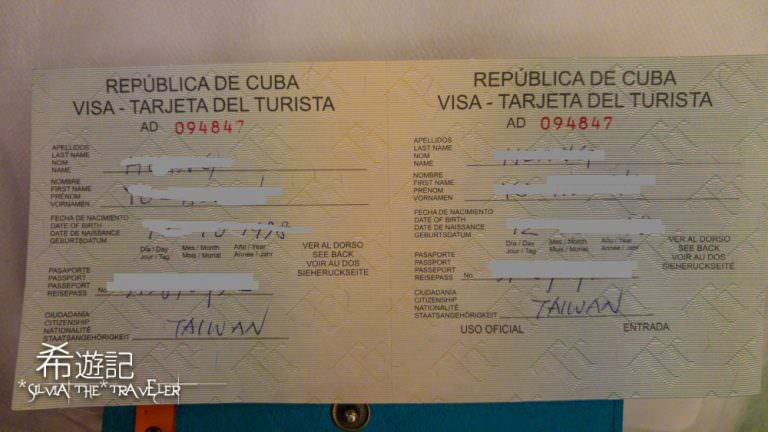 REPÚBLICA DE CUBA
VISA - TARJETA DEL TURISTA
AD 094847
APELLIDOS
LAST NAME
NOM
NAME
NOMBRE
FIRST NAME
PRÉNOM
VORNAMEN
FECHA DE NACIMIENTO
DATE OF BIRTH
DATE DE NAISSANCE
GEBURTSDATUM
Día / Day Mes / Month Año / Year
Jour / Tag Mois / Monat Année / Jahr
VER AL DORSO
SEE BACK
VOIR AU DOS
SIEHERUCKSEITE
PASAPORTE
PASSPORT
PASSEPORT
REISEPASS No
CIUDADANIA
CITIZENSHIP
NATIONALITÉ
STAATSANGEHÖRIGKEIT TAIWAN
REPÚBLICA DE CUBA
VISA - TARJETA DEL TURISTA
AD 094847
APELLIDOS
LAST NAME
NOM
NAME
NOMBRE
FIRST NAME
PRÉNOM
VORNAMEN
FECHA DE NACIMIENTO
DATE OF BIRTH
DATE DE NAISSANCE
GEBURTSDATUM 12
Día / Day Mes / Month Año / Year
Jour / Tag Mois / Monat Année / Jahr
VER AL DORSO
SEE BACK
VOIR AU DOS
SIEHERUCKSEITE
PASAPORTE
PASSPORT
PASSEPORT
REISEPASS No.
CIUDADANIA
CITIZENSHIP
NATIONALITÉ
STAATSANGEHÖRIGKEIT TAIWAN
USO OFICIAL ENTRADA
希遊記
*SILVIA THE*TRAVELER